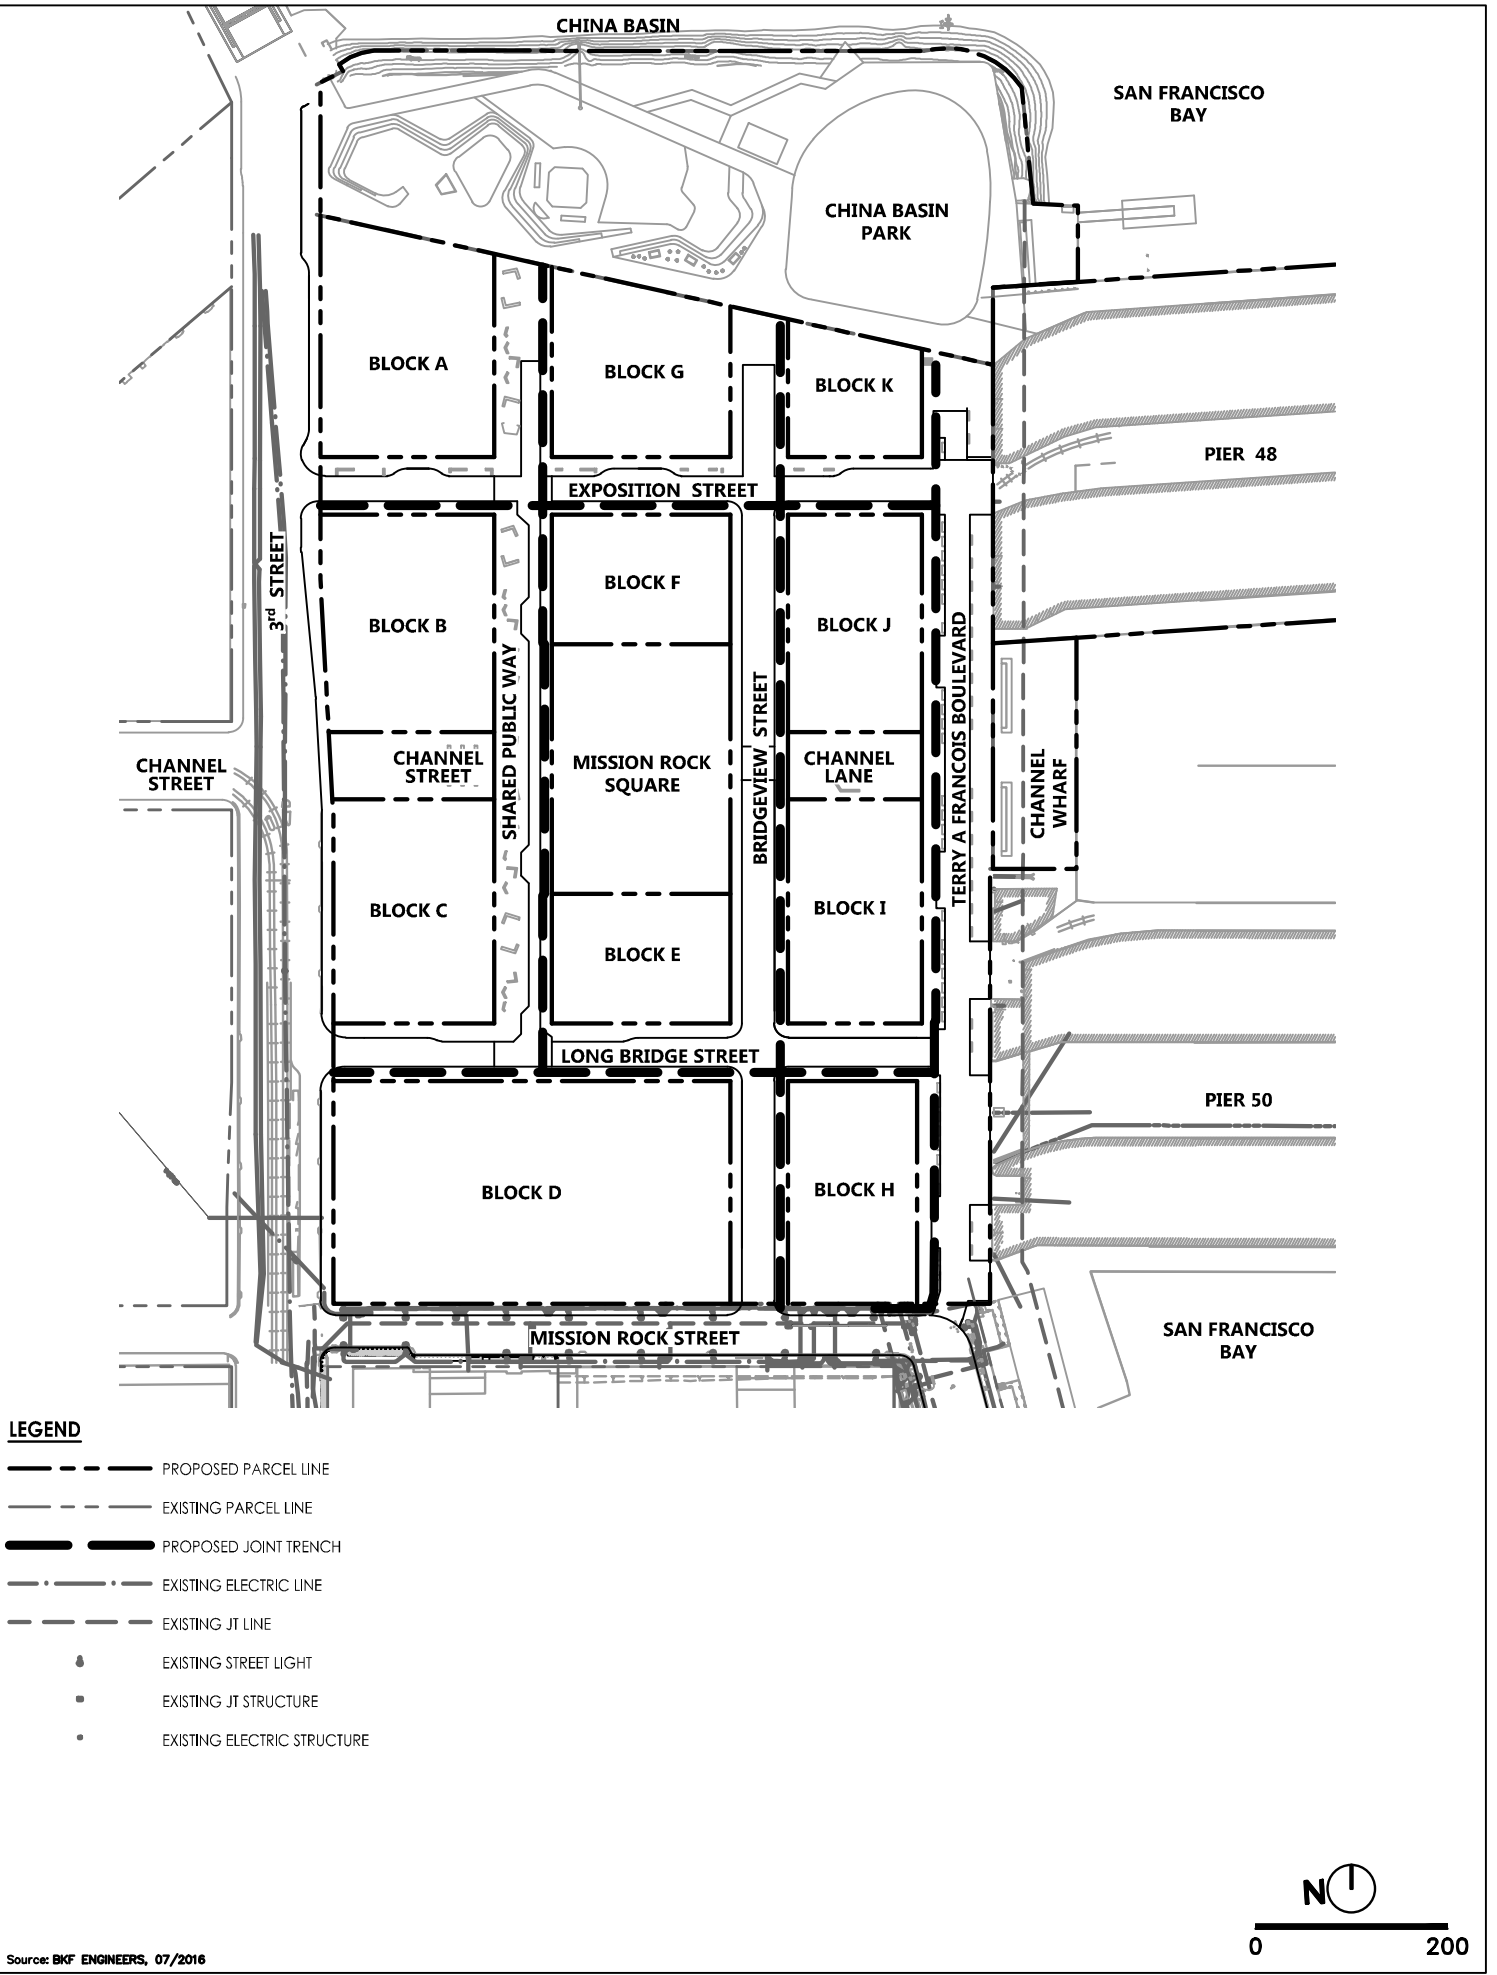 CHINA BASIN
SAN FRANCISCO
BAY
CHINA BASIN
PARK
BLOCK A
BLOCK G
BLOCK K
PIER 48
EXPOSITION STREET
3rd STREET
BLOCK B
SHARED PUBLIC WAY
BLOCK F
BLOCK J
BRIDGEVIEW STREET
TERRY A FRANCOIS BOULEVARD
CHANNEL
STREET
CHANNEL
STREET
MISSION ROCK
SQUARE
CHANNEL
LANE
CHANNEL
WHARF
BLOCK C
BLOCK E
BLOCK I
LONG BRIDGE STREET
PIER 50
BLOCK D
BLOCK H
MISSION ROCK STREET
SAN FRANCISCO
BAY
LEGEND
PROPOSED PARCEL LINE
EXISTING PARCEL LINE
PROPOSED JOINT TRENCH
EXISTING ELECTRIC LINE
EXISTING JT LINE
EXISTING STREET LIGHT
EXISTING JT STRUCTURE
EXISTING ELECTRIC STRUCTURE
N
0 200
Source: BKF ENGINEERS, 07/2016